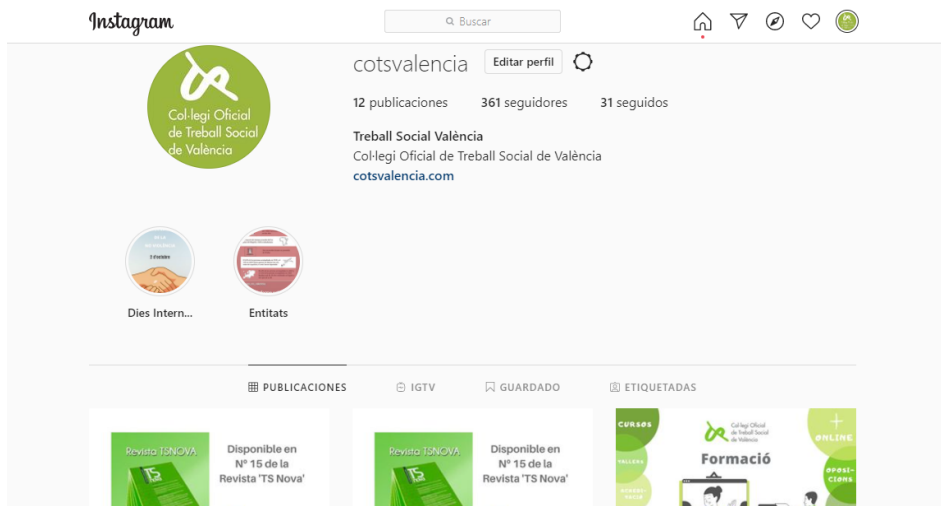 Instagram
Buscar
cotsvalencia Editar perfil
12 publicaciones 361 seguidores 31 seguidos
Treball Social València
Col·legi Oficial de Treball Social de València
cotsvalencia.com
Col·legi Oficial
de Treball Social
de València
Dies Intern...
Entitats
PUBLICACIONES IGTV GUARDADO ETIQUETADAS
Revista TSNOVA
TS
Disponible en
Nº 15 de la
Revista 'TS Nova'
Revista TSNOVA
TS
Disponible en
Nº 15 de la
Revista 'TS Nova'
CURSOS
Col·legi Oficial
de Treball Social
de València
ONLINE
Formació
OPOSI-
CIONS